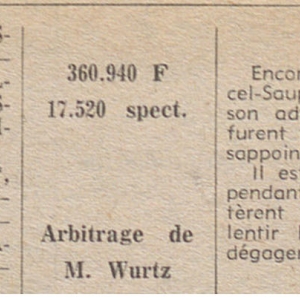 360.940 F
17.520 spect.
Arbitrage de
M. Wurtz
Encor
cel-Saup
son ad
furent
sappoin
Il es
pendant
tèrent
lentir
dégager